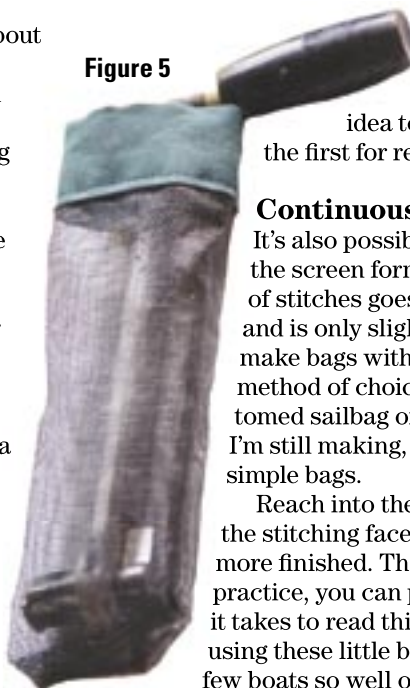 bout
g
e
a
Figure 5
idea to
the first for re
Continuous
It's also possib
the screen form
of stitches goes
and is only sligh
make bags with
method of choic
tomed sailbag or
I'm still making,
simple bags.
Reach into the
the stitching face
more finished. Th
practice, you can p
it takes to read thi
using these little b
few boats so well o